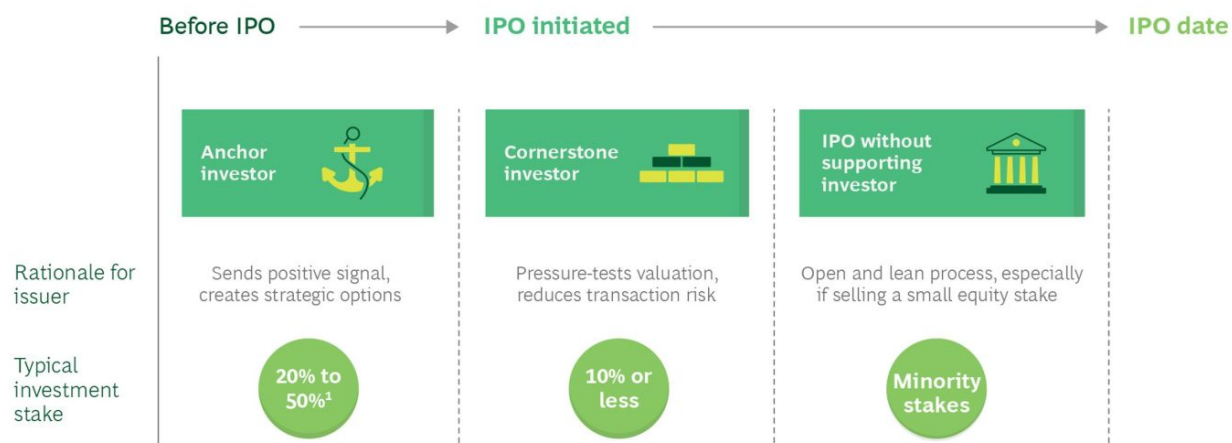 Before IPO
IPO initiated
IPO date
Anchor
investor
Cornerstone
investor
IPO without
supporting
investor
Rationale for
issuer
Sends positive signal,
creates strategic options
Pressure-tests valuation,
reduces transaction risk
Open and lean process, especially
if selling a small equity stake
Typical
investment
stake
20% to
50%¹
10% or
less
Minority
stakes